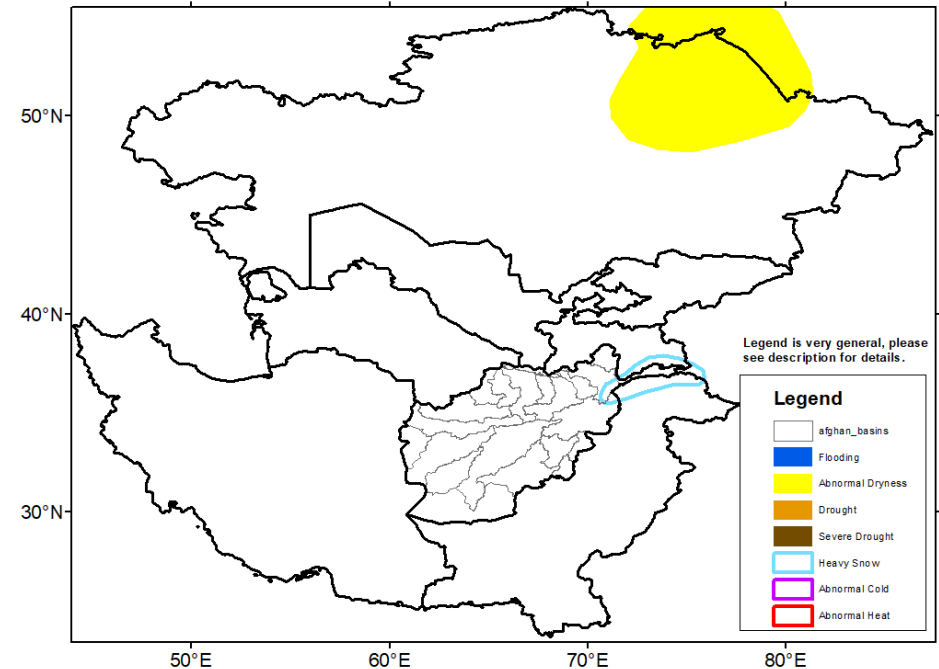 50°N
40°N
30°N
Legend is very general, please
see description for details.
Legend
afghan_basins
Flooding
Abnormal Dryness
Drought
Severe Drought
Heavy Snow
Abnormal Cold
Abnormal Heat
50°E
60°E
70°E
80°E